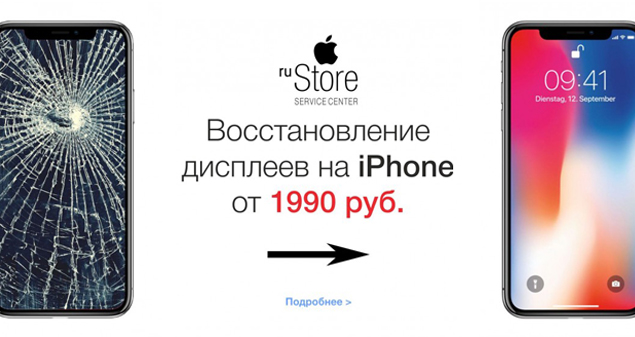 ru Store
SERVICE CENTER
Восстановление
дисплеев на iPhone
от 1990 руб.
Подробнее >
09:41
Dienstag, 12. September